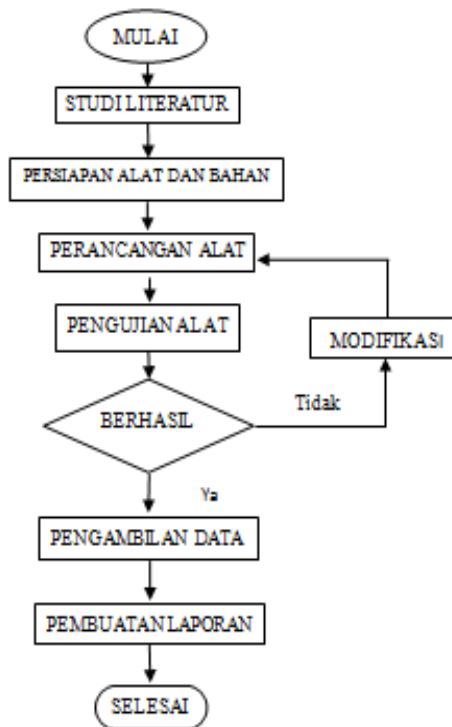 MULAI
STUDI LITERATUR
PERSIAPAN ALAT DAN BAHAN
PERANCANGAN ALAT
PENGUJIAN ALAT
MODIFIKASI
BERHASIL
Tidak
Ya
PENGAMBILAN DATA
PEMBUATAN LAPORAN
SELESAI